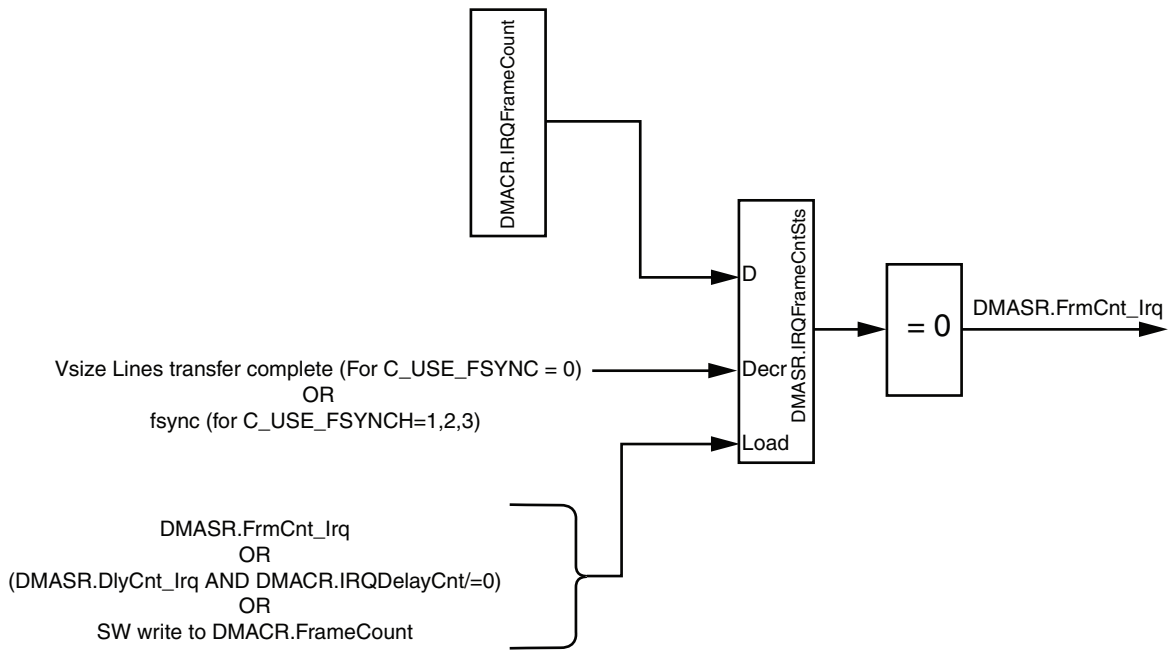 DMACR.IRQFrameCount
DMASR.IRQFrameCntSts
D
= 0
DMASR.FrmCnt_Irq
Vsize Lines transfer complete (For C_USE_FSYNC = 0)
OR
fsync (for C_USE_FSYNCH=1,2,3)
Decr
Load
DMASR.FrmCnt_Irq
OR
(DMASR.DlyCnt_Irq AND DMACR.IRQDelayCnt/=0)
OR
SW write to DMACR.FrameCount